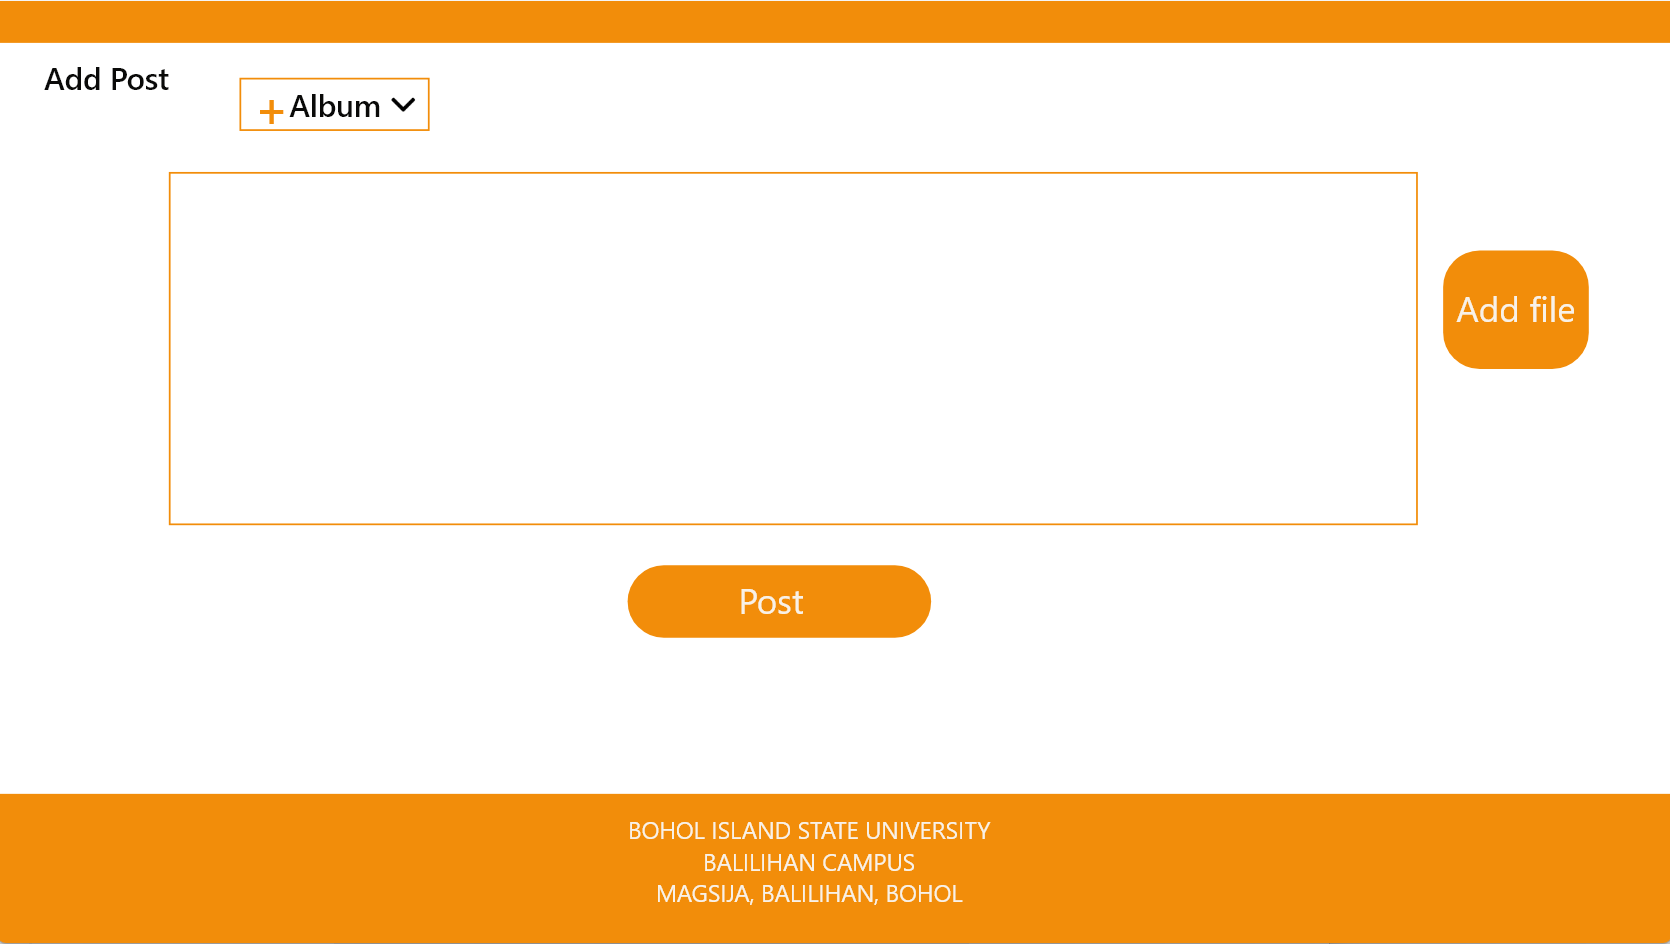 Add Post
+ Album
Add file
Post
BOHOL ISLAND STATE UNIVERSITY
BALILIHAN CAMPUS
MAGSIJA, BALILIHAN, BOHOL